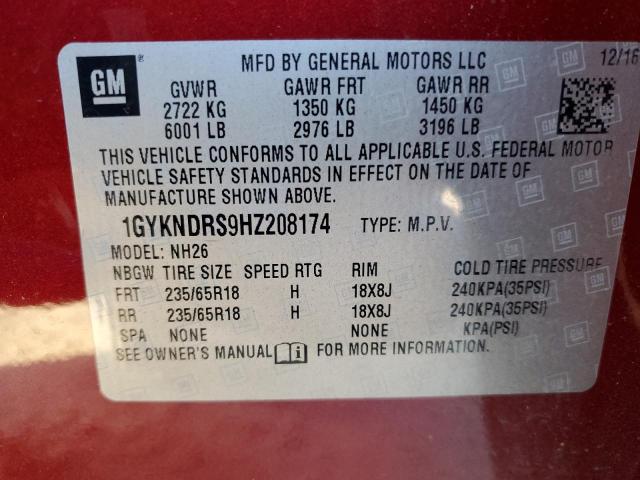 GM
MFD BY GENERAL MOTORS LLC 12/16
GVWR GAWR FRT GAWR RR
2722 KG 1350 KG 1450 KG
6001 LB 2976 LB 3196 LB
THIS VEHICLE CONFORMS TO ALL APPLICABLE U.S. FEDERAL MOTOR
VEHICLE SAFETY STANDARDS IN EFFECT ON THE DATE OF
MANUFACTURE SHOWN ABOVE.
1GYKNDRS9HZ208174 TYPE: M.P.V.
MODEL: NH26
NBGW TIRE SIZE SPEED RTG RIM COLD TIRE PRESSURE
FRT 235/65R18 H 18X8J 240KPA(35PSI)
RR 235/65R18 H 18X8J 240KPA(35PSI)
SPA NONE NONE KPA(PSI)
SEE OWNER'S MANUAL i FOR MORE INFORMATION.